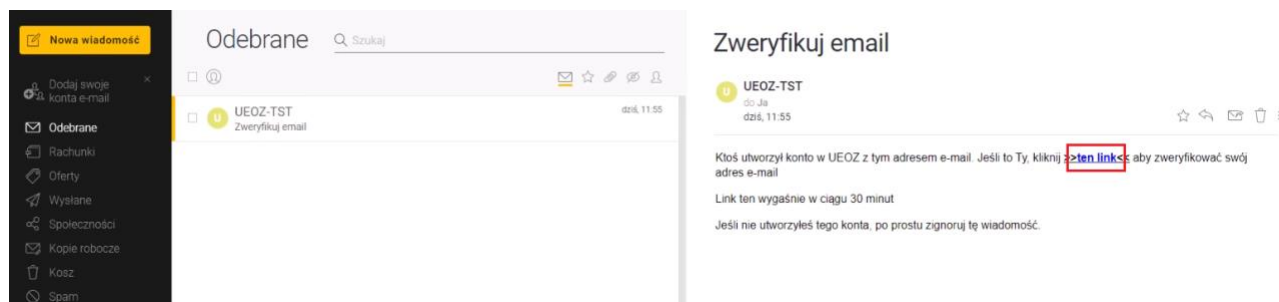 Nowa wiadomość
Dodaj swoje
konta e-mail
×
Odebrane
Rachunki
Oferty
Wysłane
Społeczności
Kopie robocze
Kosz
Spam
Odebrane
Szukaj
U
UEOZ-TST
dziś, 11:55
Zweryfikuj email
Zweryfikuj email
U
UEOZ-TST
do Ja
dziś, 11:55
Ktoś utworzył konto w UEOZ z tym adresem e-mail. Jeśli to Ty, kliknij >>ten link<< aby zweryfikować swój
adres e-mail
Link ten wygaśnie w ciągu 30 minut
Jeśli nie utworzyłeś tego konta, po prostu zignoruj tę wiadomość.